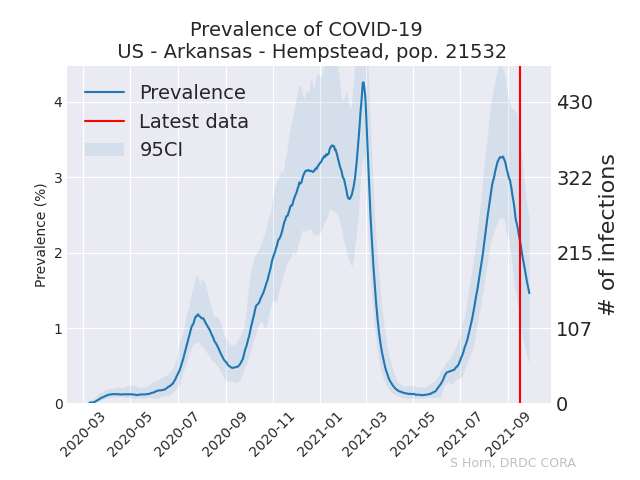 Prevalence of COVID-19
US - Arkansas - Hempstead, pop. 21532
Prevalence
Latest data
95CI
Prevalence (%)
4
3
2
1
0
430
322
215
107
0
# of infections
2020-03
2020-05
2020-07
2020-09
2020-11
2021-01
2021-03
2021-05
2021-07
2021-09
S Horn, DRDC CORA